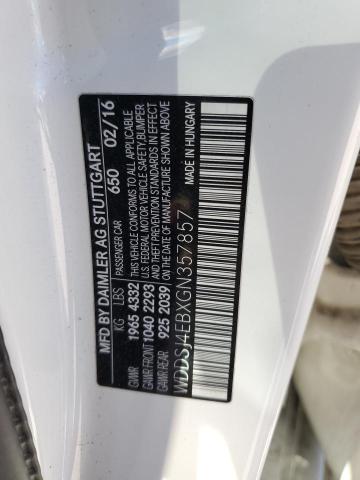 MFD BY DAIMLER AG STUTTGART
PASSENGER CAR 650 02/16
KG LBS
GVWR 1965 4332
GAWR FRONT 1040 2293
GAWR REAR 925 2039
THIS VEHICLE CONFORMS TO ALL APPLICABLE
U.S. FEDERAL MOTOR VEHICLE SAFETY, BUMPER
AND THEFT PREVENTION STANDARDS IN EFFECT
ON THE DATE OF MANUFACTURE SHOWN ABOVE
WDDSJ4EBXGN357857
MADE IN HUNGARY